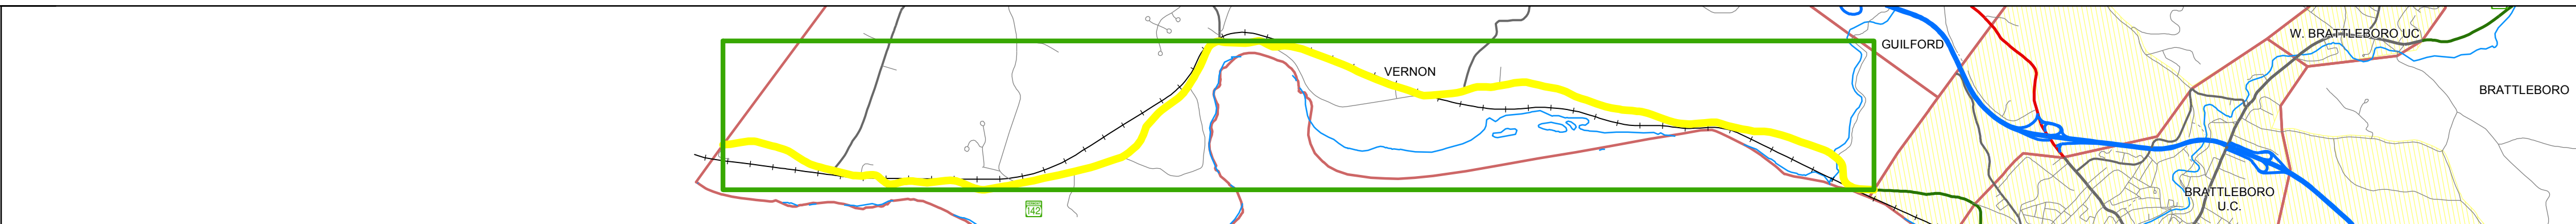 W. BRATTLEBORO UC
GUILFORD
VERNON
BRATTLEBORO
BRATTLEBORO
U.C.
142